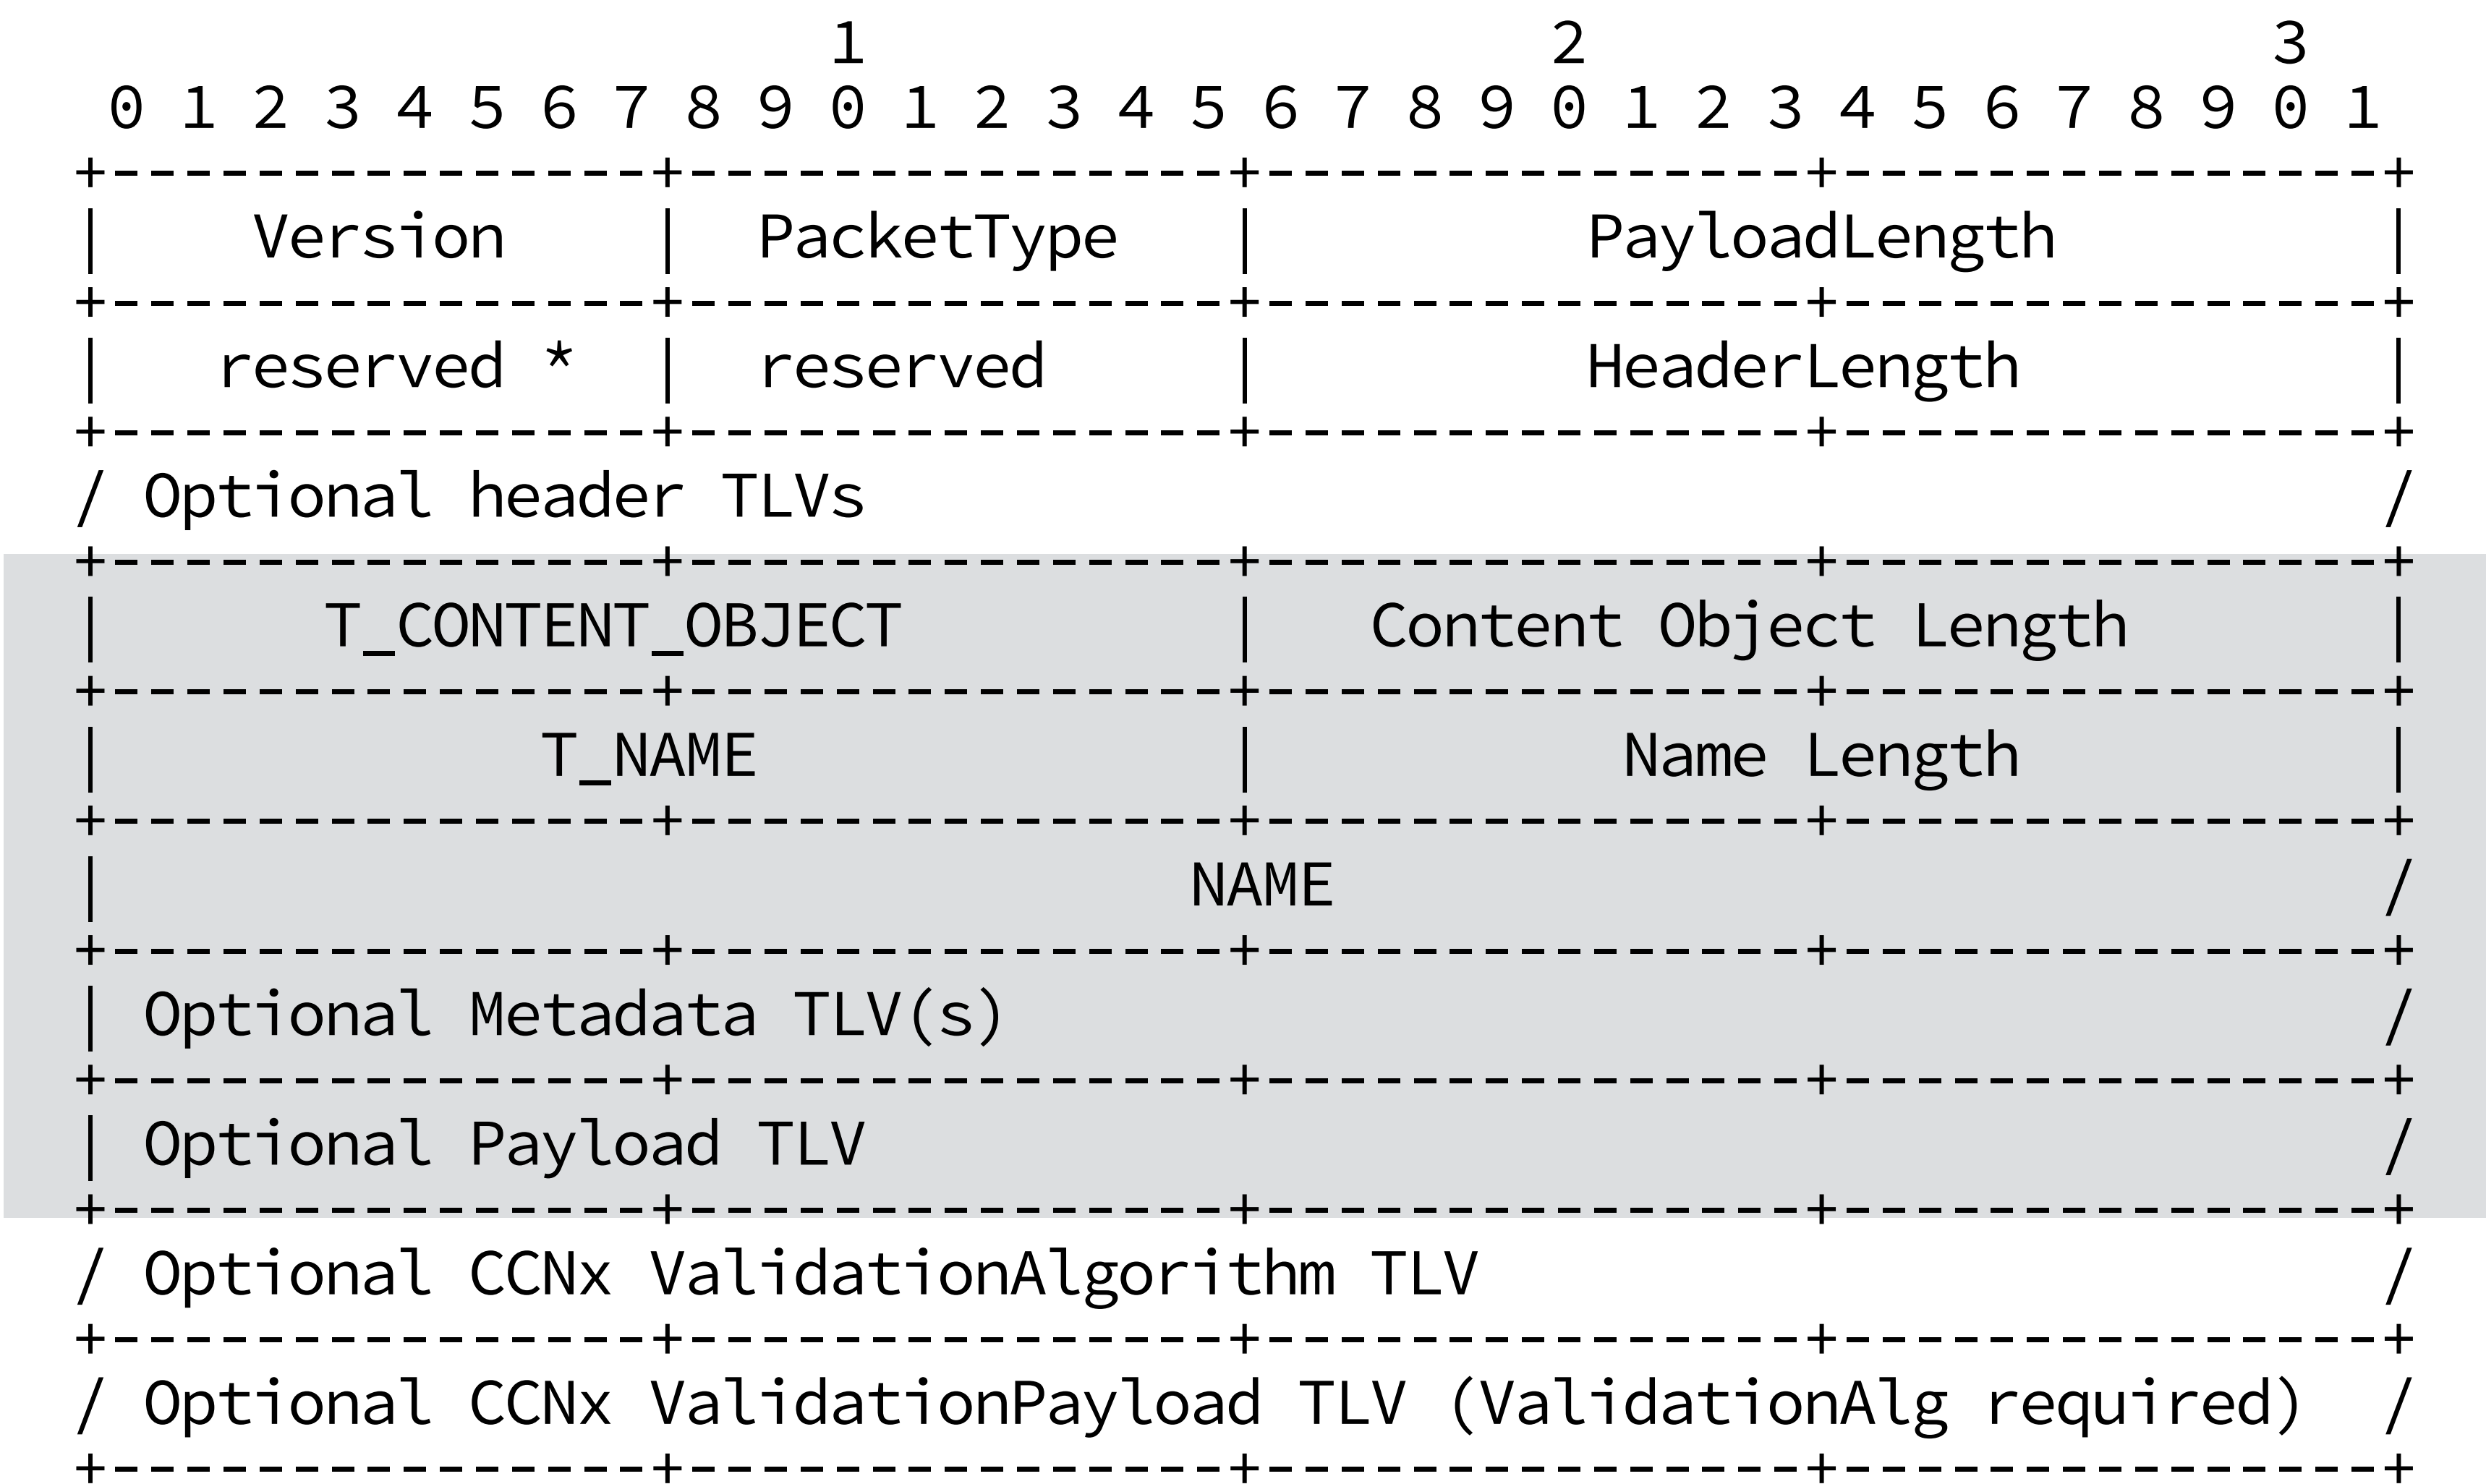 1                   2                   3
 0 1 2 3 4 5 6 7 8 9 0 1 2 3 4 5 6 7 8 9 0 1 2 3 4 5 6 7 8 9 0 1
+---------------+---------------+---------------+---------------+
|    Version    |  PacketType   |         PayloadLength         |
+---------------+---------------+---------------+---------------+
|   reserved *  |  reserved     |         HeaderLength          |
+---------------+---------------+---------------+---------------+
/ Optional header TLVs                                          /
+---------------+---------------+---------------+---------------+
|      T_CONTENT_OBJECT         |   Content Object Length       |
+---------------+---------------+---------------+---------------+
|            T_NAME             |          Name Length          |
+---------------+---------------+---------------+---------------+
|                              NAME                             /
+---------------+---------------+---------------+---------------+
| Optional Metadata TLV(s)                                      /
+---------------+---------------+---------------+---------------+
| Optional Payload TLV                                          /
+---------------+---------------+---------------+---------------+
/ Optional CCNx ValidationAlgorithm TLV                         /
+---------------+---------------+---------------+---------------+
/ Optional CCNx ValidationPayload TLV (ValidationAlg required)  /
+---------------+---------------+---------------+---------------+